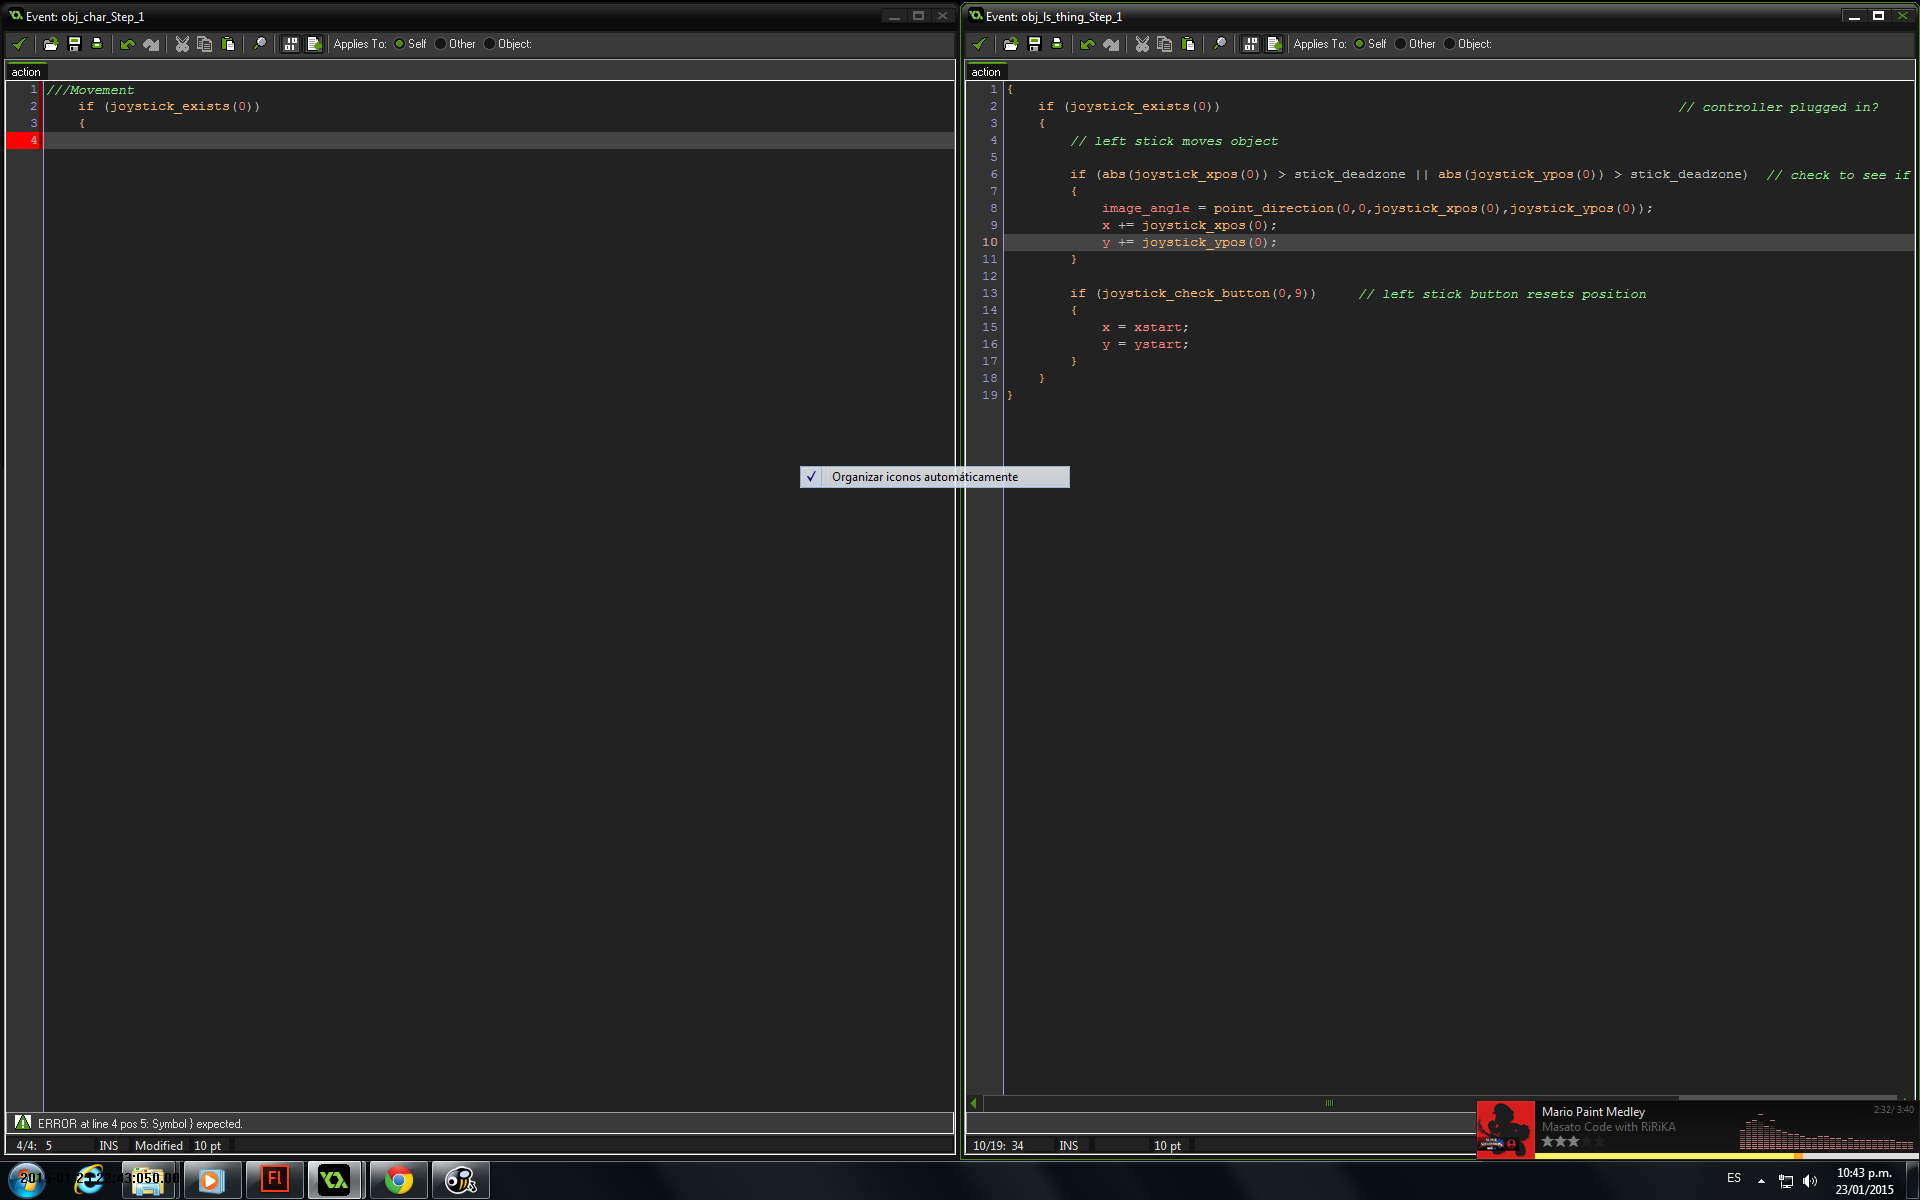 Event: obj_char_Step_1
Applies To: Self Other Object:
action
1 ///Movement
2 if (joystick_exists(0))
3 {
4
ERROR at line 4 pos 5: Symbol } expected.
4/4: 5 INS Modified 10 pt
Event: obj_ls_thing_Step_1
Applies To: Self Other Object:
action
1 {
2 if (joystick_exists(0)) // controller plugged in?
3 {
4 // left stick moves object
5
6 if (abs(joystick_xpos(0)) > stick_deadzone || abs(joystick_ypos(0)) > stick_deadzone) // check to see if
7 {
8 image_angle = point_direction(0,0,joystick_xpos(0),joystick_ypos(0));
9 x += joystick_xpos(0);
10 y += joystick_ypos(0);
11 }
12
13 if (joystick_check_button(0,9)) // left stick button resets position
14 {
15 x = xstart;
16 y = ystart;
17 }
18 }
19 }
Organizar iconos automáticamente
10/19: 34 INS 10 pt
Mario Paint Medley 2:32/ 3:40
Masato Code with RiRiKA
Fl
ES
10:43 p.m.
23/01/2015